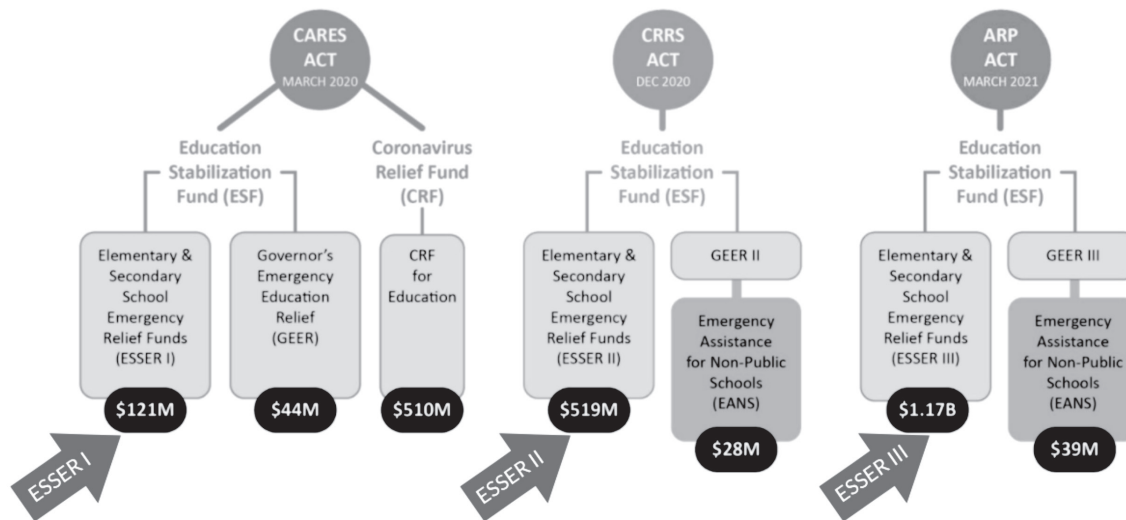 CARES
ACT
MARCH 2020
Education
Stabilization
Fund (ESF)
Coronavirus
Relief Fund
(CRF)
Elementary &
Secondary
School
Emergency
Relief Funds
(ESSER I)
$121M
Governor's
Emergency
Education
Relief
(GEER)
$44M
CRF
for
Education
$510M
ESSER I
CRRS
ACT
DEC 2020
Education
Stabilization
Fund (ESF)
Elementary &
Secondary
School
Emergency
Relief Funds
(ESSER II)
$519M
GEER II
Emergency
Assistance
for Non-Public
Schools
(EANS)
$28M
ESSER II
ARP
ACT
MARCH 2021
Education
Stabilization
Fund (ESF)
Elementary &
Secondary
School
Emergency
Relief Funds
(ESSER III)
$1.17B
GEER III
Emergency
Assistance
for Non-Public
Schools
(EANS)
$39M
ESSER III